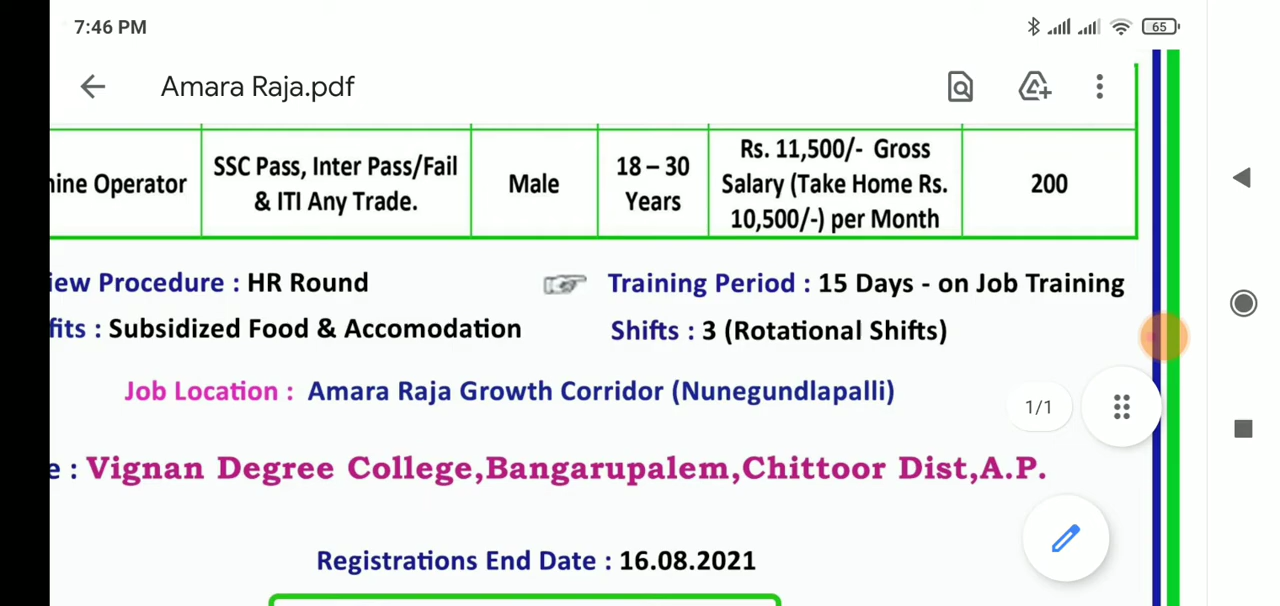 7:46 PM
65
Amara Raja.pdf
SSC Pass, Inter Pass/Fail
& ITI Any Trade.
Operator
Male
18 – 30
Years
Rs. 11,500/- Gross
Salary (Take Home Rs.
10,500/-) per Month
200
Procedure : HR Round
Training Period : 15 Days - on Job Training
: Subsidized Food & Accomodation
Shifts : 3 (Rotational Shifts)
Job Location : Amara Raja Growth Corridor (Nunegundlapalli)
1/1
: Vignan Degree College,Bangarupalem,Chittoor Dist,A.P.
Registrations End Date : 16.08.2021